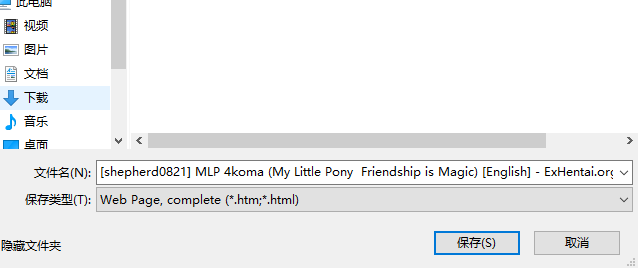 此电脑
视频
图片
文档
下载
音乐
桌面
文件名(N): [shepherd0821] MLP 4koma (My Little Pony  Friendship is Magic) [English] - ExHentai.org
保存类型(T): Web Page, complete (*.htm;*.html)
隐藏文件夹 保存(S) 取消